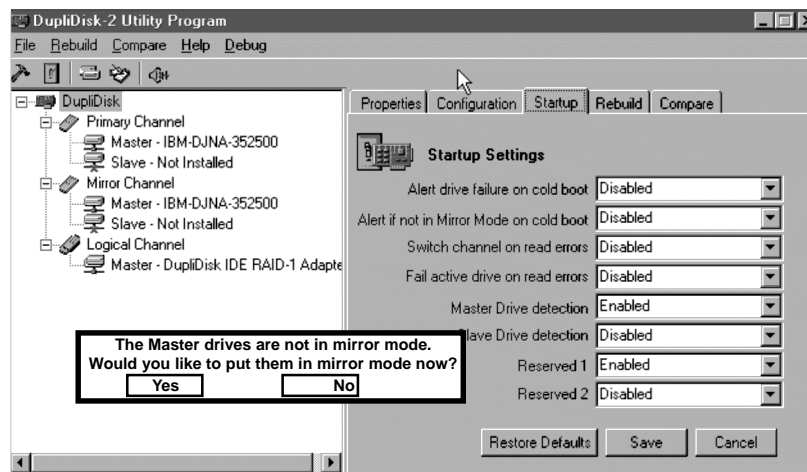 DupliDisk-2 Utility Program
File Rebuild Compare Help Debug
DupliDisk
Primary Channel
Master - IBM-DJNA-352500
Slave - Not Installed
Mirror Channel
Master - IBM-DJNA-352500
Slave - Not Installed
Logical Channel
Master - DupliDisk IDE RAID-1 Adapte
Properties Configuration Startup Rebuild Compare
Startup Settings
Alert drive failure on cold boot Disabled
Alert if not in Mirror Mode on cold boot Disabled
Switch channel on read errors Disabled
Fail active drive on read errors Disabled
Master Drive detection Enabled
lave Drive detection Disabled
Reserved 1 Enabled
Reserved 2 Disabled
The Master drives are not in mirror mode.
Would you like to put them in mirror mode now?
Yes No
Restore Defaults Save Cancel